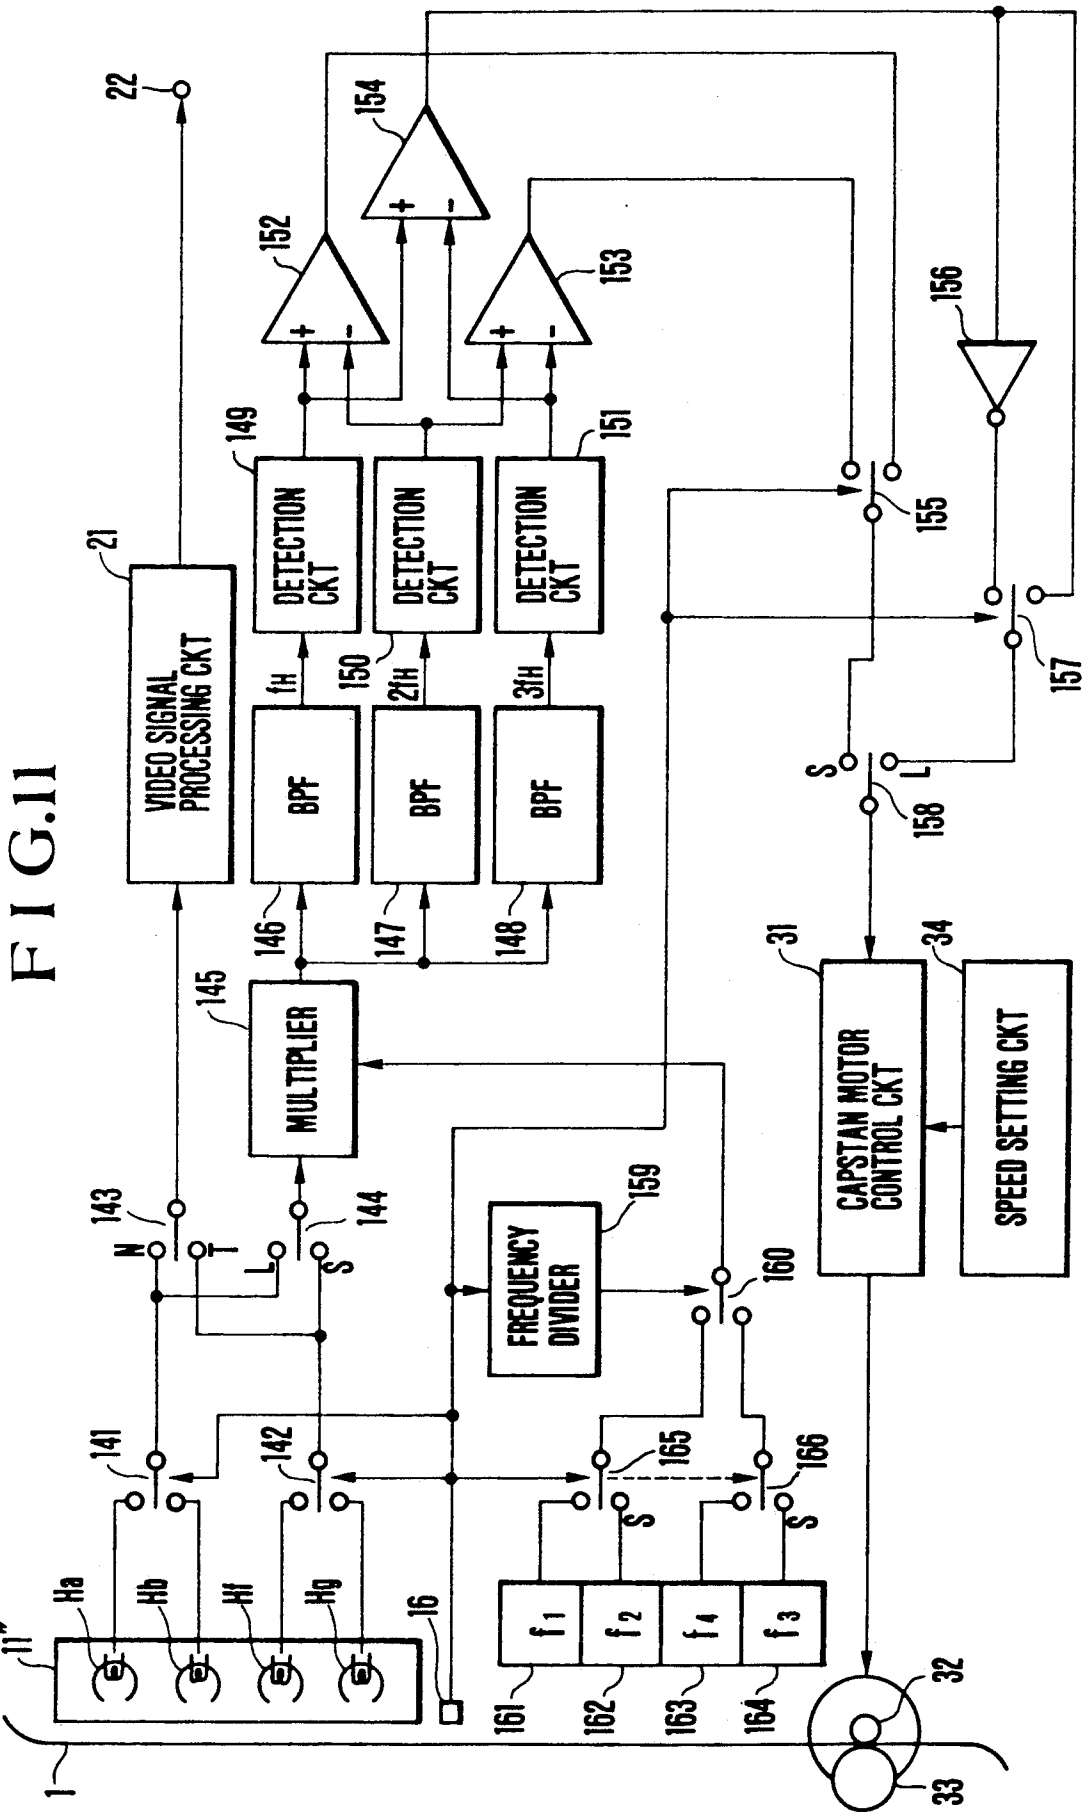 FIG.11
1
11"
Ha
Hb
Hf
Hg
16
141
142
143
N
T
L
S
144
145
MULTIPLIER
21
VIDEO SIGNAL
PROCESSING CKT
22
146
BPF
fH
147
BPF
2fH
148
BPF
3fH
149
DETECTION
CKT
150
DETECTION
CKT
151
DETECTION
CKT
152
+
-
154
+
-
153
+
-
156
155
157
S
L
158
159
FREQUENCY
DIVIDER
160
165
S
166
S
161
f1
162
f2
163
f4
164
f3
31
CAPSTAN MOTOR
CONTROL CKT
34
SPEED SETTING CKT
32
33